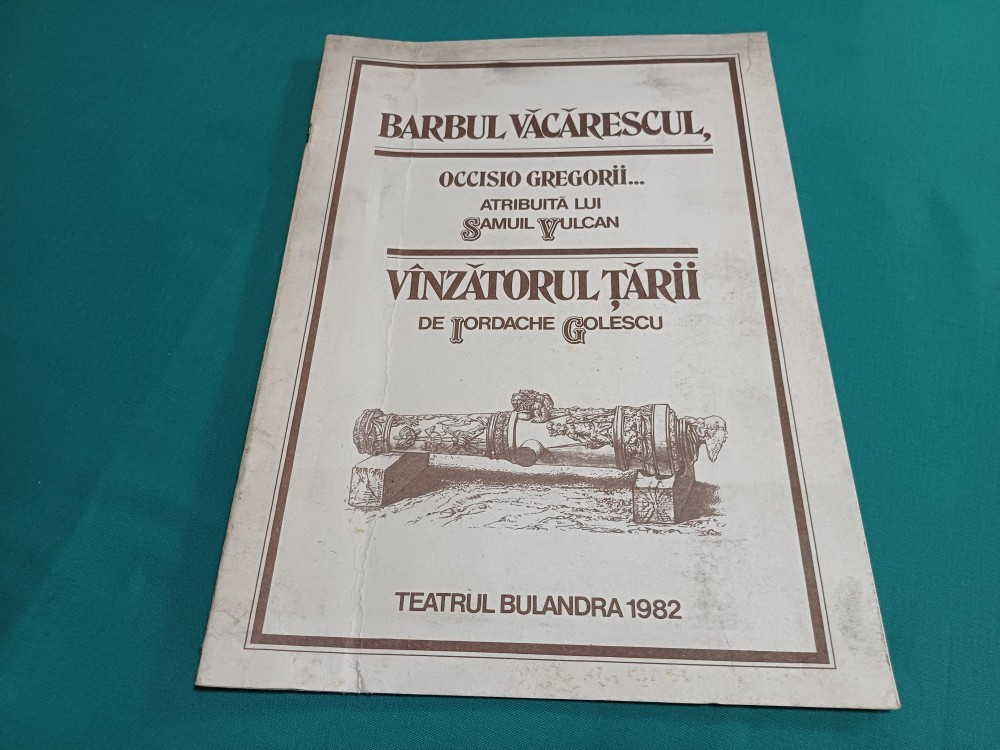 BARBUL VĂCĂRESCUL,
OCCISIO GREGORII...
ATRIBUITĂ LUI
SAMUIL VULCAN
VÎNZĂTORUL ȚĂRII
DE IORDACHE GOLESCU
TEATRUL BULANDRA 1982